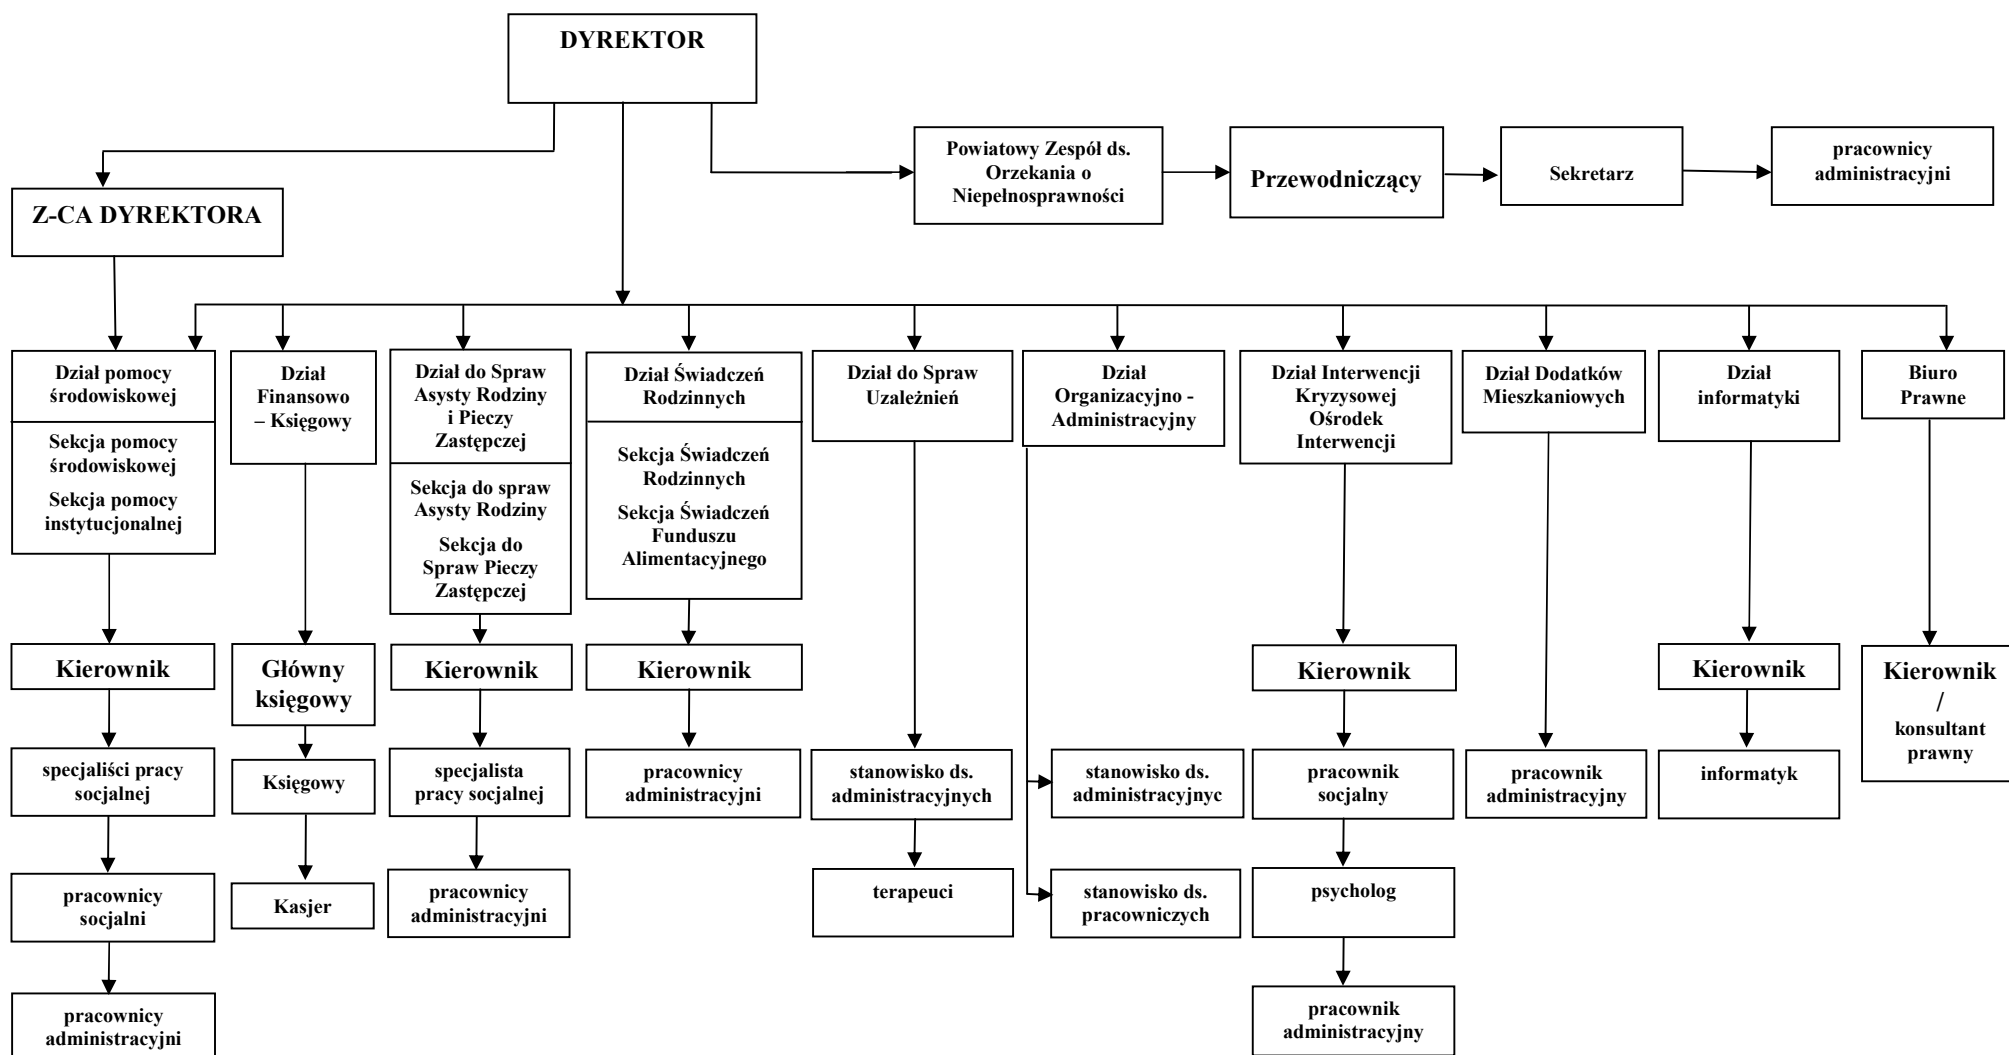 DYREKTOR
Powiatowy Zespół ds.
Orzekania o
Niepełnosprawności
Przewodniczący
Sekretarz
pracownicy
administracyjni
Z-CA DYREKTORA
Dział pomocy
środowiskowej
Sekcja pomocy
środowiskowej
Sekcja pomocy
instytucjonalnej
Kierownik
specjaliści pracy
socjalnej
pracownicy
socjalni
pracownicy
administracyjni
Dział
Finansowo
– Księgowy
Główny
księgowy
Księgowy
Kasjer
Dział do Spraw
Asysty Rodziny
i Pieczy
Zastępczej
Sekcja do spraw
Asysty Rodziny
Sekcja do
Spraw Pieczy
Zastępczej
Kierownik
specjalista
pracy socjalnej
pracownicy
administracyjni
Dział Świadczeń
Rodzinnych
Sekcja Świadczeń
Rodzinnych
Sekcja Świadczeń
Funduszu
Alimentacyjnego
Kierownik
pracownicy
administracyjni
Dział do Spraw
Uzależnień
stanowisko ds.
administracyjnych
terapeuci
Dział
Organizacyjno -
Administracyjny
stanowisko ds.
administracyjnyc
stanowisko ds.
pracowniczych
Dział Interwencji
Kryzysowej
Ośrodek
Interwencji
Kierownik
pracownik
socjalny
psycholog
pracownik
administracyjny
Dział Dodatków
Mieszkaniowych
pracownik
administracyjny
Dział
informatyki
Kierownik
informatyk
Biuro
Prawne
Kierownik
/
konsultant
prawny